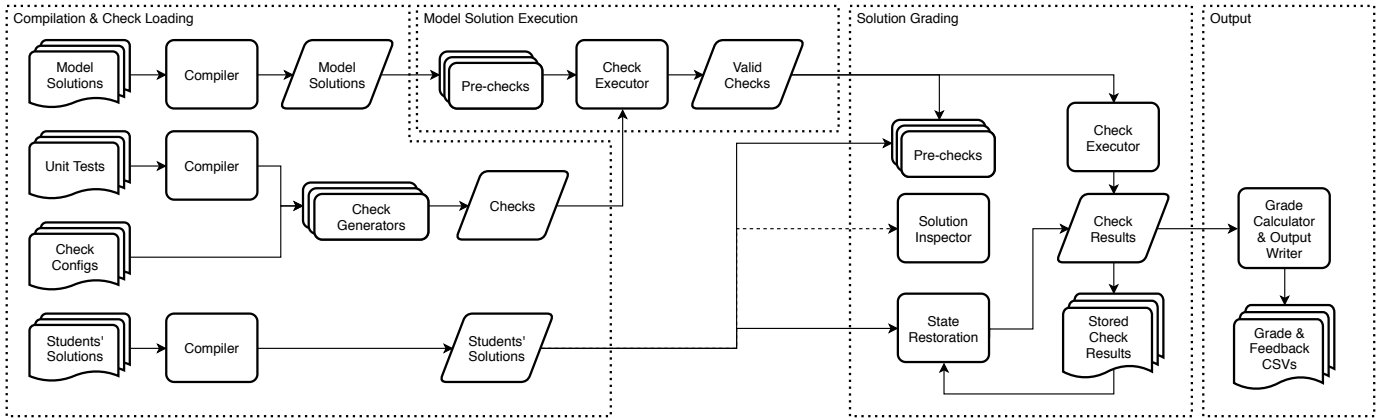 Compilation & Check Loading
Model Solution Execution
Solution Grading
Output
Model
Solutions
Compiler
Model
Solutions
Pre-checks
Check
Executor
Valid
Checks
Check
Executor
Unit Tests
Compiler
Pre-checks
Check
Generators
Checks
Check
Configs
Solution
Inspector
Check
Results
Grade
Calculator
& Output
Writer
Students'
Solutions
Compiler
Students'
Solutions
State
Restoration
Stored
Check
Results
Grade &
Feedback
CSVs